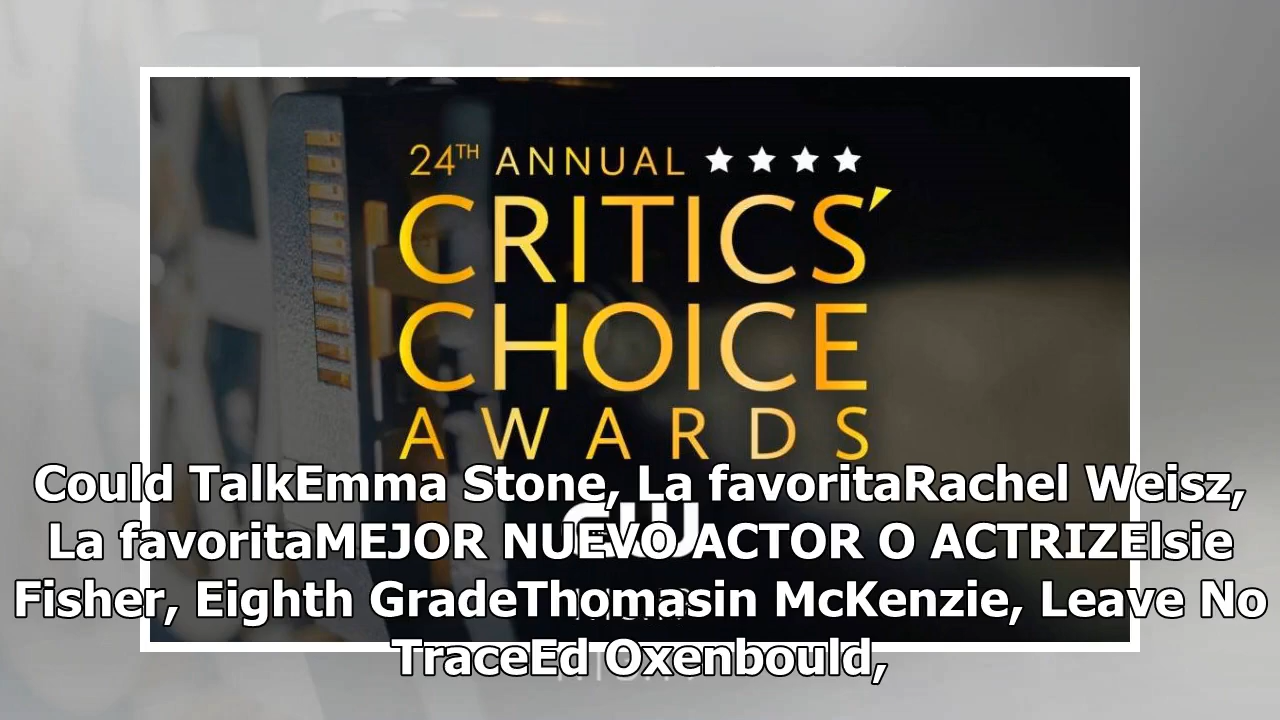 24TH ANNUAL
CRITICS'
CHOICE
AWARDS
Could TalkEmma Stone, La favoritaRachel Weisz,
La favoritaMEJOR NUEVO ACTOR O ACTRIZElsie
Fisher, Eighth GradeThomasin McKenzie, Leave No
TraceEd Oxenbould,